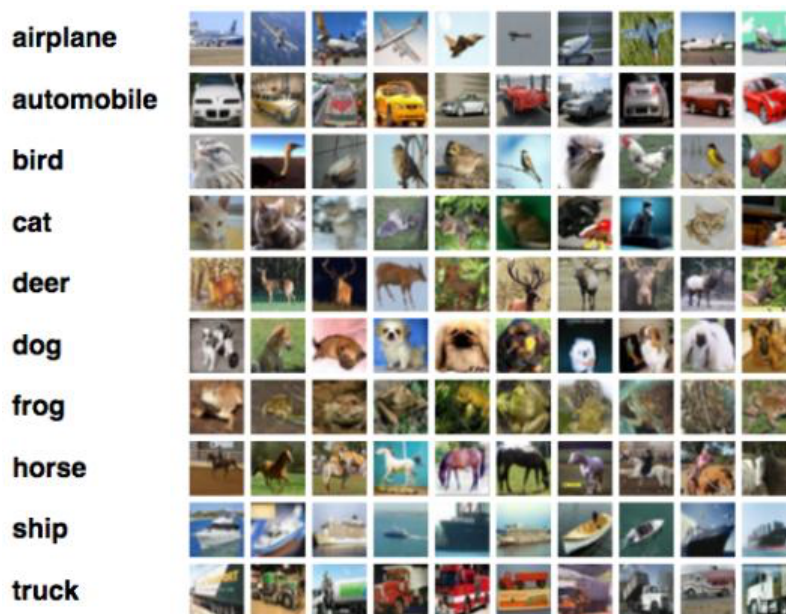 airplane
automobile
bird
cat
deer
dog
frog
horse
ship
truck